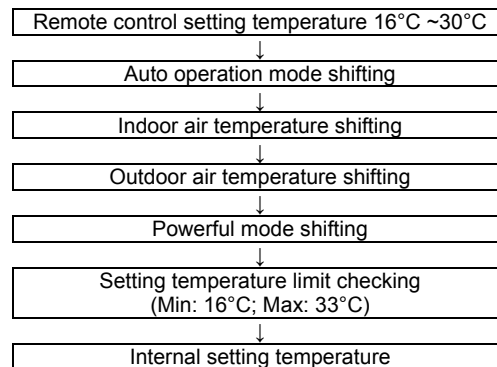 Remote control setting temperature 16°C ~30°C
↓
Auto operation mode shifting
↓
Indoor air temperature shifting
↓
Outdoor air temperature shifting
↓
Powerful mode shifting
↓
Setting temperature limit checking
(Min: 16°C; Max: 33°C)
↓
Internal setting temperature